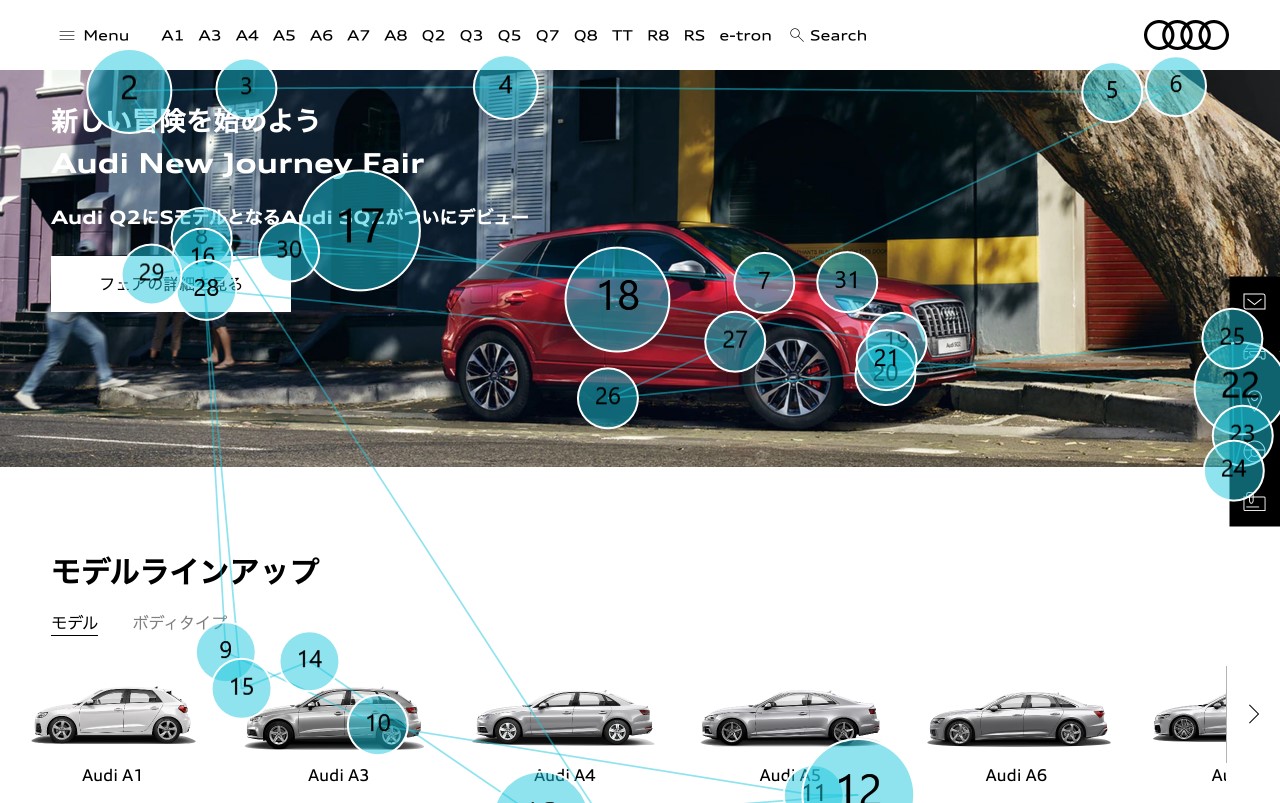 Menu A1 A3 A4 A5 A6 A7 A8 Q2 Q3 Q5 Q7 Q8 TT R8 RS e-tron Search
2 3 4 5 6
新しい冒険を始めよう
Audi New Journey Fair
Audi Q2にSモデルとなるAudi SQ2がついにデビュー
17
8
30
16
29
フェアの詳細を見る
28
7
31
18
27
19
21
20
26
25
22
23
24
モデルラインアップ
モデル ボディタイプ
9
14
15
10
Audi A1 Audi A3 Audi A4 Audi A5 Audi A6
11 12